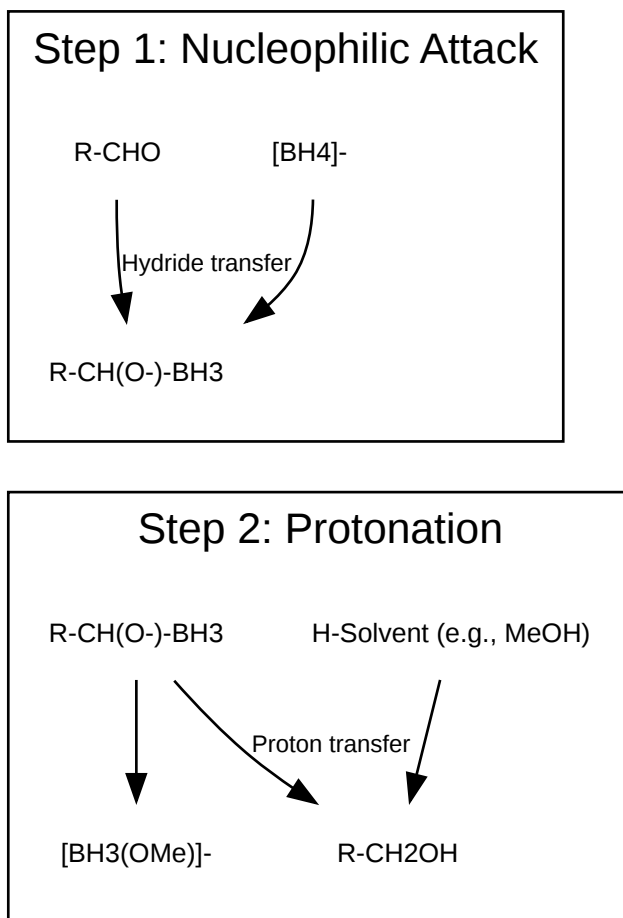 Step 1: Nucleophilic Attack
R-CHO [BH4]-
Hydride transfer
R-CH(O-)-BH3
Step 2: Protonation
R-CH(O-)-BH3 H-Solvent (e.g., MeOH)
Proton transfer
[BH3(OMe)]- R-CH2OH